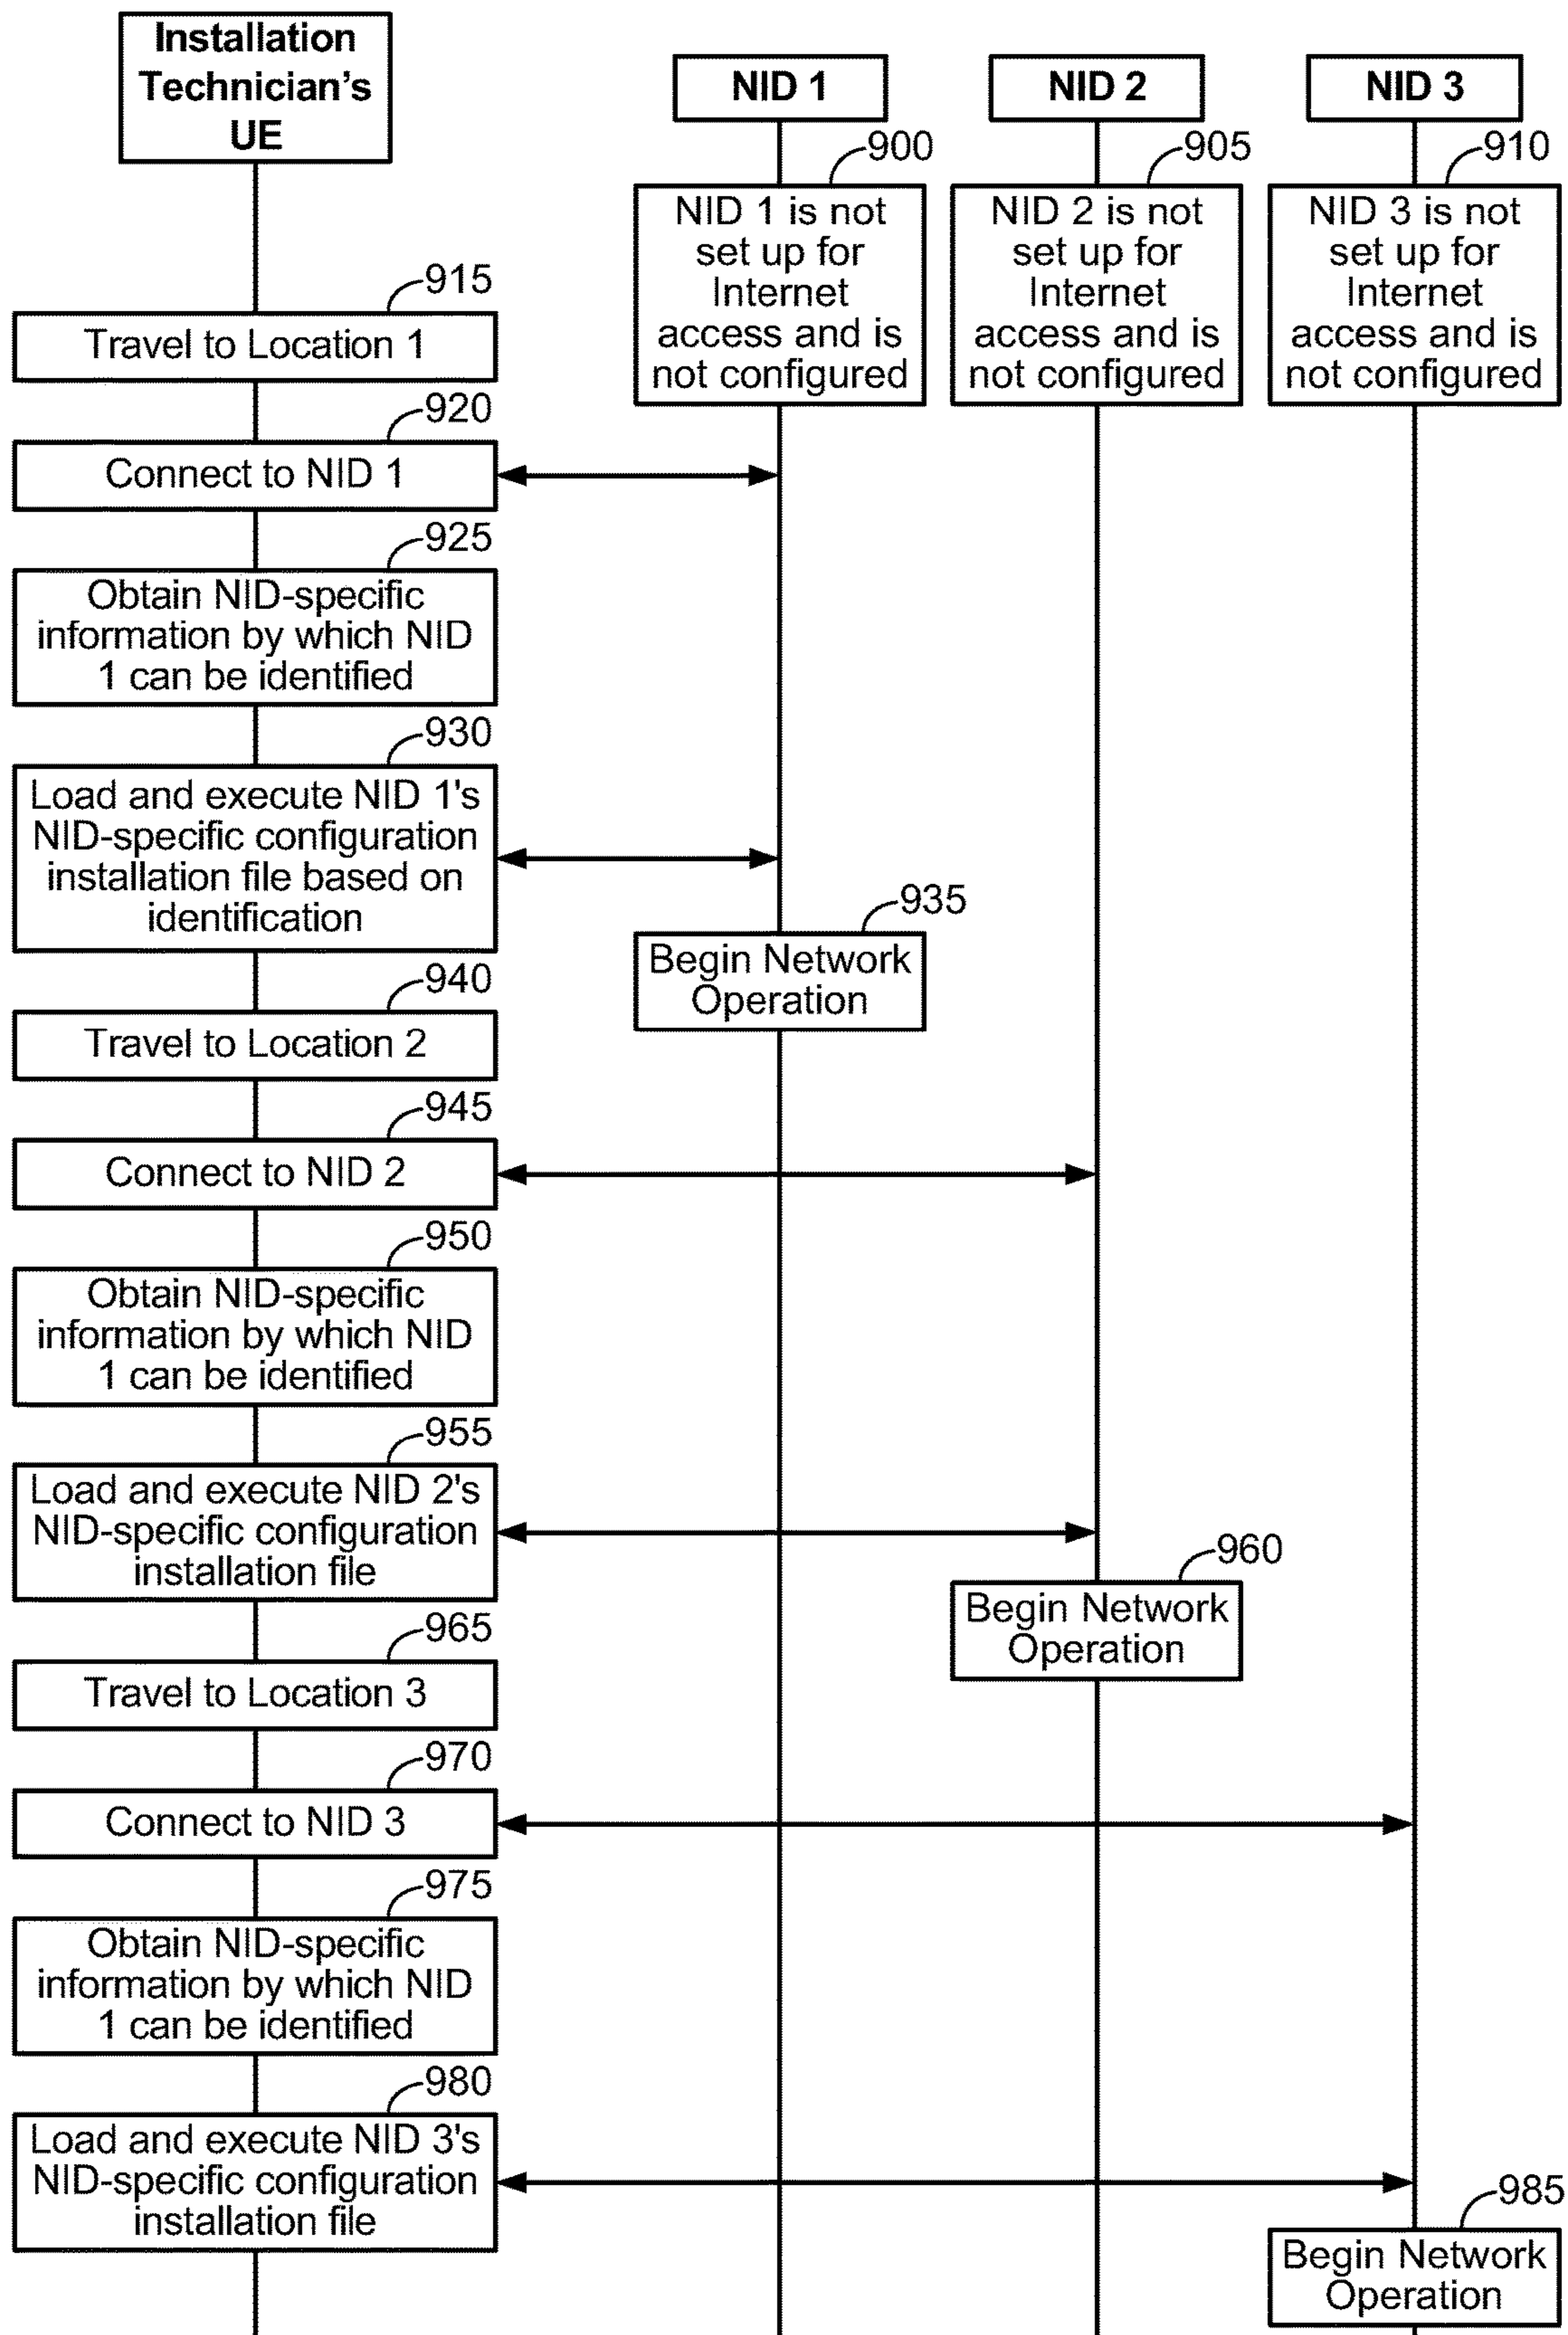 Installation
Technician's
UE
NID 1
NID 2
NID 3
900
905
910
NID 1 is not
set up for
Internet
access and is
not configured
NID 2 is not
set up for
Internet
access and is
not configured
NID 3 is not
set up for
Internet
access and is
not configured
915
Travel to Location 1
920
Connect to NID 1
925
Obtain NID-specific
information by which NID
1 can be identified
930
Load and execute NID 1's
NID-specific configuration
installation file based on
identification
935
Begin Network
Operation
940
Travel to Location 2
945
Connect to NID 2
950
Obtain NID-specific
information by which NID
1 can be identified
955
Load and execute NID 2's
NID-specific configuration
installation file
960
Begin Network
Operation
965
Travel to Location 3
970
Connect to NID 3
975
Obtain NID-specific
information by which NID
1 can be identified
980
Load and execute NID 3's
NID-specific configuration
installation file
985
Begin Network
Operation